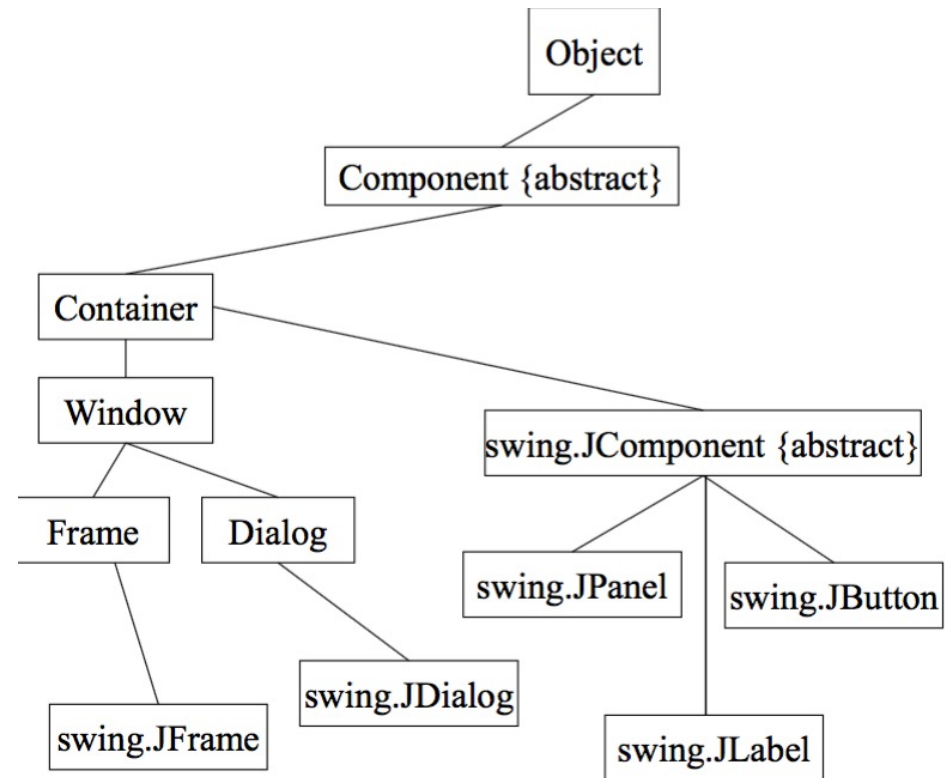 Object
Component {abstract}
Container
Window
swing.JComponent {abstract}
Frame
Dialog
swing.JPanel
swing.JButton
swing.JDialog
swing.JFrame
swing.JLabel